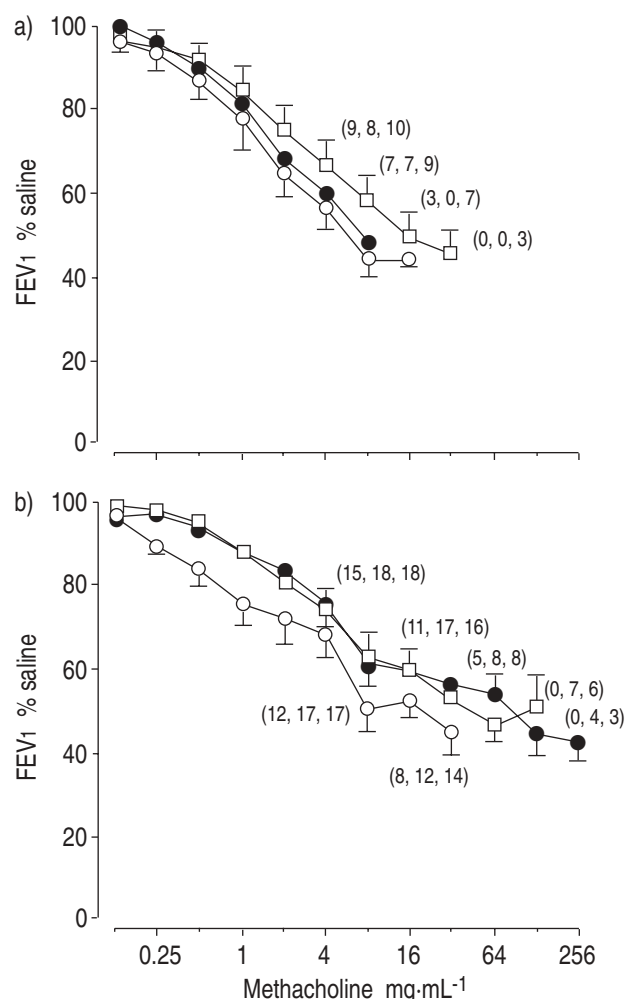 a)
100
80
60
40
20
0
FEV1 % saline
(9, 8, 10)
(7, 7, 9)
(3, 0, 7)
(0, 0, 3)
b)
100
80
60
40
20
0
FEV1 % saline
(15, 18, 18)
(11, 17, 16)
(5, 8, 8)
(0, 7, 6)
(0, 4, 3)
(12, 17, 17)
(8, 12, 14)
0.25 1 4 16 64 256
Methacholine mg·mL-1